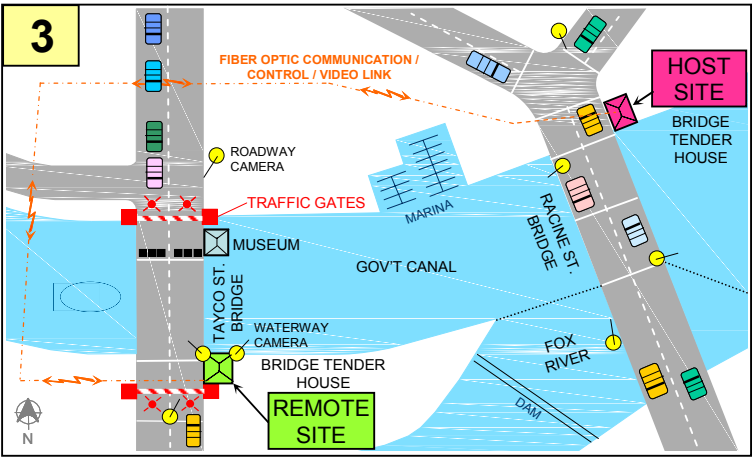 3
FIBER OPTIC COMMUNICATION /
CONTROL / VIDEO LINK
HOST
SITE
BRIDGE
TENDER
HOUSE
ROADWAY
CAMERA
TRAFFIC GATES
MARINA
RACINE ST.
BRIDGE
MUSEUM
GOV'T CANAL
TAYCO ST.
BRIDGE
WATERWAY
CAMERA
BRIDGE TENDER
HOUSE
FOX
RIVER
REMOTE
SITE
DAM
N